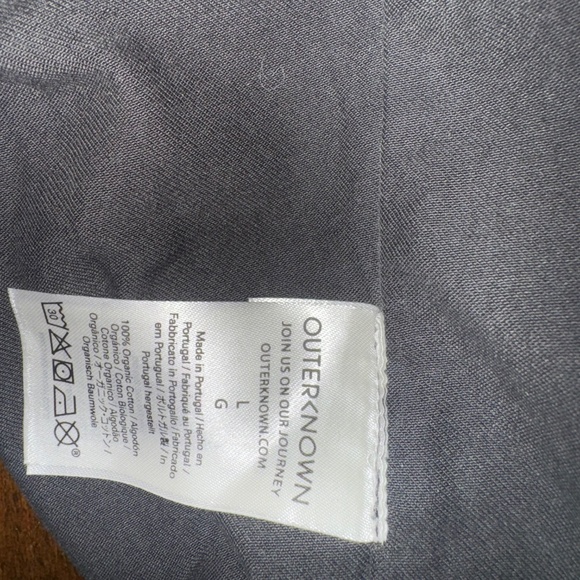 OUTERKNOWN
JOIN US ON OUR JOURNEY
OUTERKNOWN.COM
L
G
Made in Portugal / Hecho en
Portugal / Fabriqué au Portugal /
Fabbricato in Portogallo / Fabricado
em Portugual / ポルトガル製 / In
Portugal hergestellt
100% Organic Cotton / Algodón
Orgánico / Coton Biologique /
Cotone Organico / Algodão
Orgânico / オーガニック・コットン /
Organisch Baumwolle
30
®